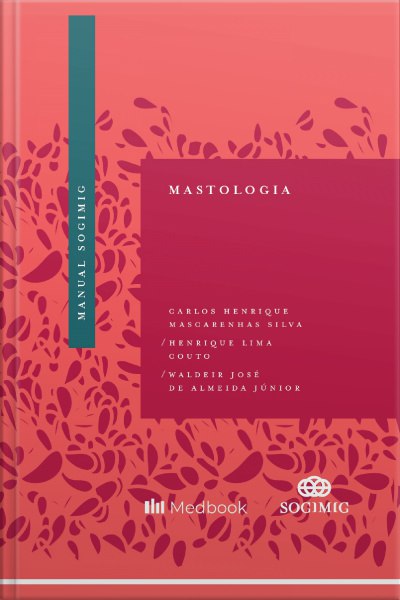 MANUAL SOGIMIG
MASTOLOGIA
CARLOS HENRIQUE
MASCARENHAS SILVA
/HENRIQUE LIMA
COUTO
/WALDEIR JOSÉ
DE ALMEIDA JÚNIOR
Medbook
SOGIMIG